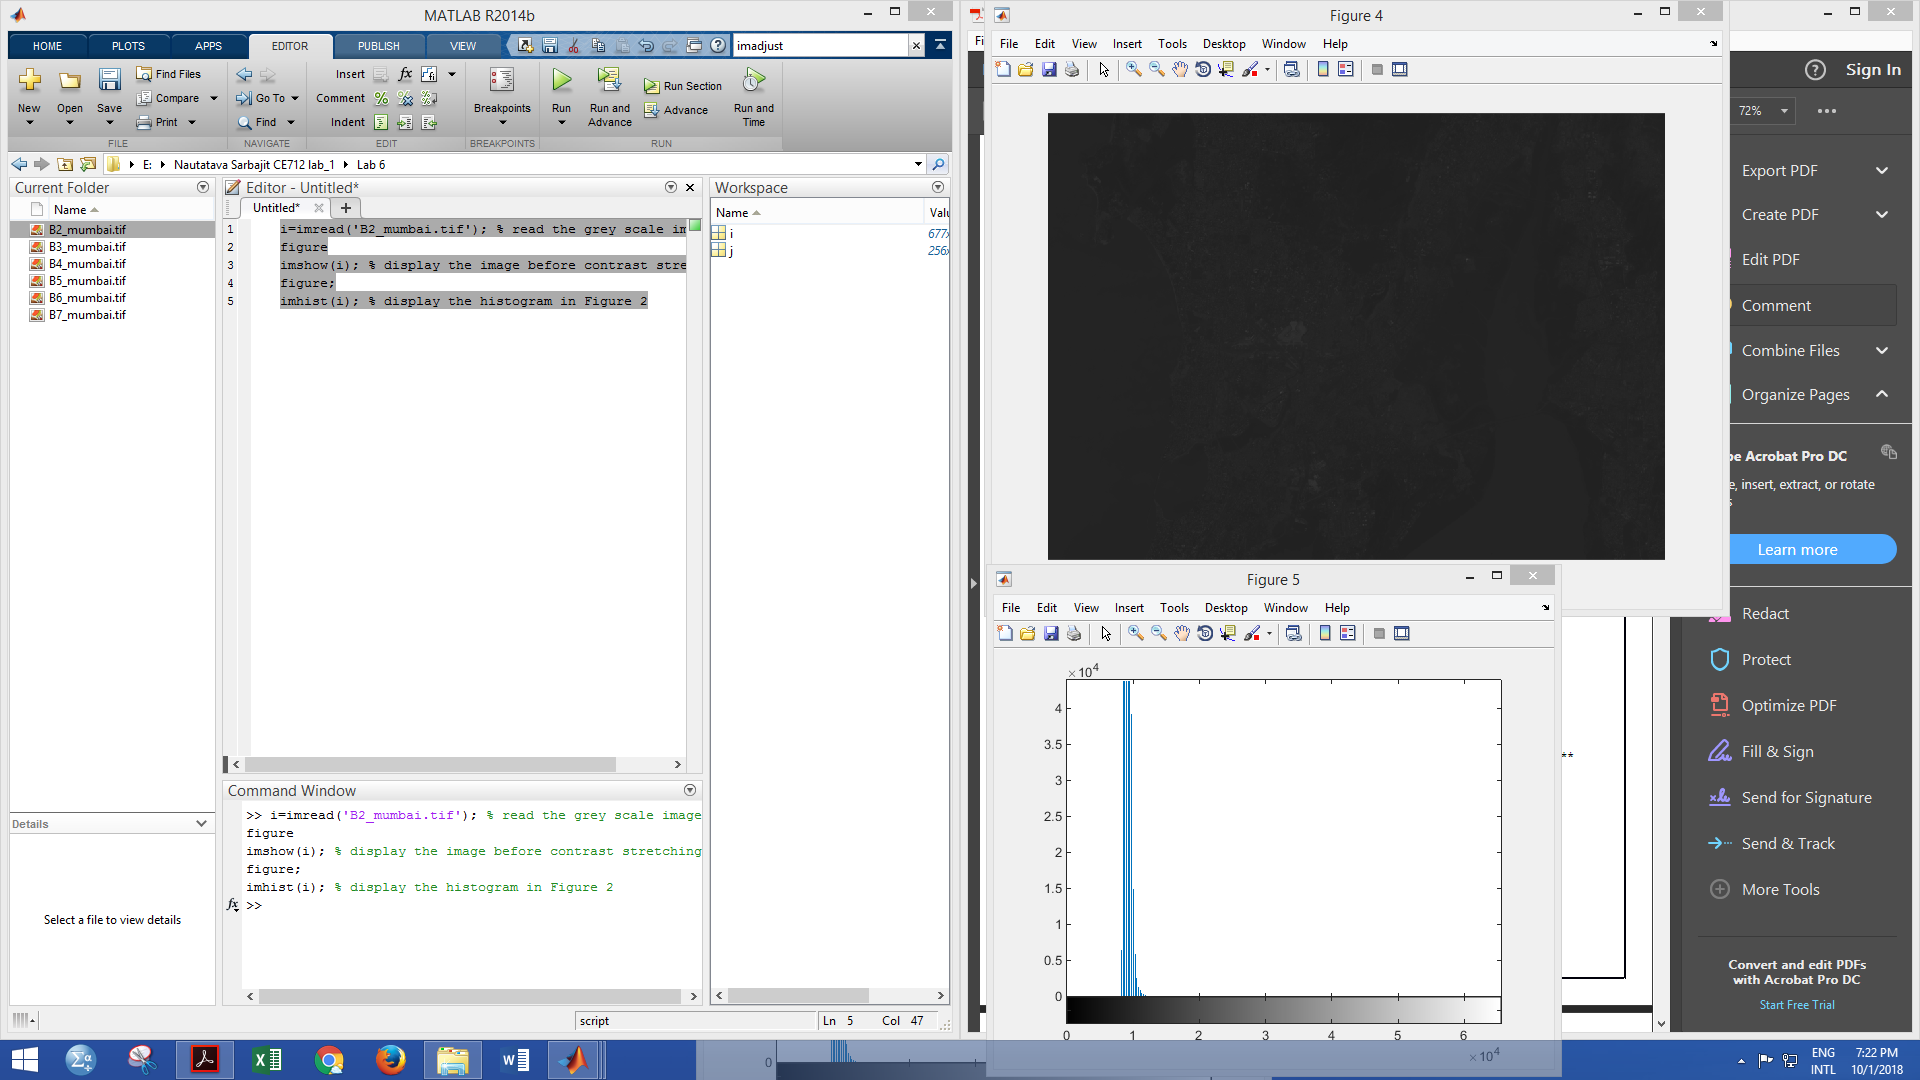 MATLAB R2014b
HOME PLOTS APPS EDITOR PUBLISH VIEW imadjust
New Open Save Find Files Compare Print
Go To Find
Insert Comment Indent
Breakpoints
Run Run and Advance Run Section Advance Run and Time
FILE NAVIGATE EDIT BREAKPOINTS RUN
E: Nautatava Sarbajit CE712 lab_1 Lab 6
Current Folder
Name
B2_mumbai.tif
B3_mumbai.tif
B4_mumbai.tif
B5_mumbai.tif
B6_mumbai.tif
B7_mumbai.tif
Details
Select a file to view details
Editor - Untitled*
Untitled*
1 i=imread('B2_mumbai.tif'); % read the grey scale im
2 figure
3 imshow(i); % display the image before contrast stre
4 figure;
5 imhist(i); % display the histogram in Figure 2
Command Window
>> i=imread('B2_mumbai.tif'); % read the grey scale image
figure
imshow(i); % display the image before contrast stretching
figure;
imhist(i); % display the histogram in Figure 2
fx >>
Workspace
Name Valu
i 677x
j 256x
script Ln 5 Col 47
Figure 4
File Edit View Insert Tools Desktop Window Help
Figure 5
File Edit View Insert Tools Desktop Window Help
×10^4
4
3.5
3
2.5
2
1.5
1
0.5
0
0 1 2 3 4 5 6
×10^4
Sign In
72%
Export PDF
Create PDF
Edit PDF
Comment
Combine Files
Organize Pages
be Acrobat Pro DC
e, insert, extract, or rotate
s
Learn more
Redact
Protect
Optimize PDF
Fill & Sign
Send for Signature
Send & Track
More Tools
Convert and edit PDFs
with Acrobat Pro DC
Start Free Trial
**
0
ENG 7:22 PM
INTL 10/1/2018